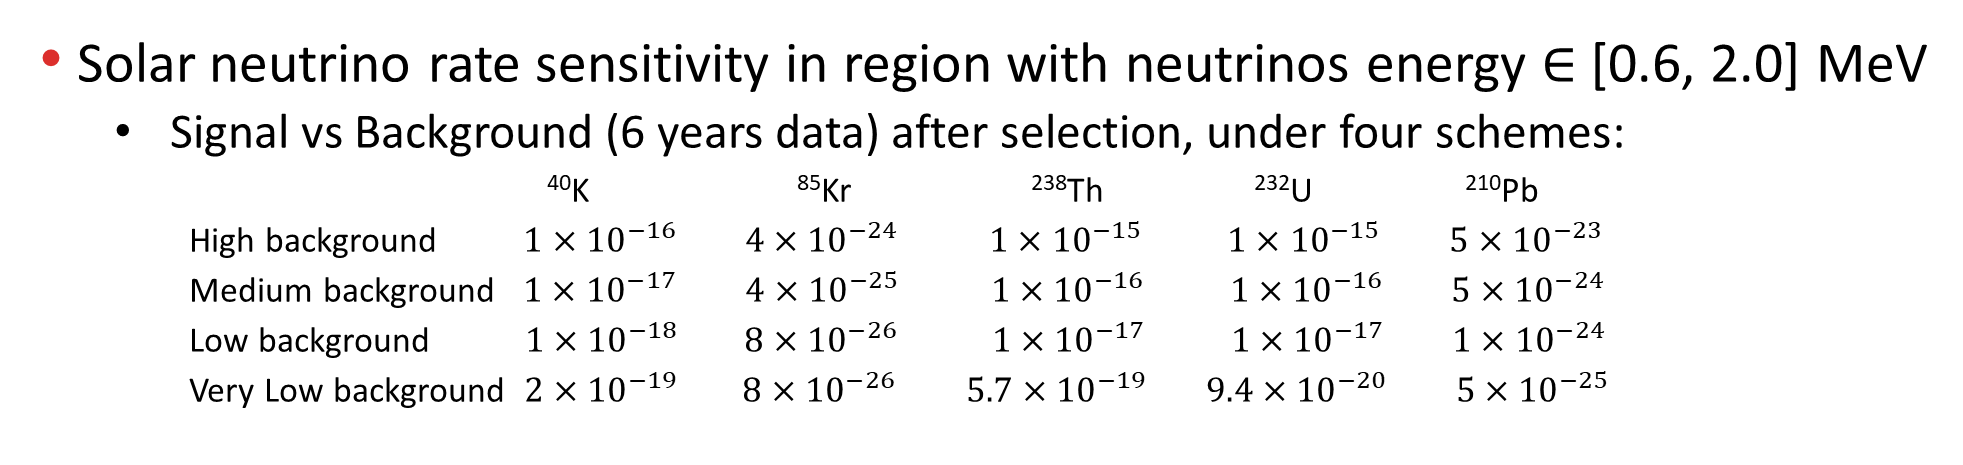 • Solar neutrino rate sensitivity in region with neutrinos energy ∈ [0.6, 2.0] MeV
• Signal vs Background (6 years data) after selection, under four schemes:
⁴⁰K ⁸⁵Kr ²³⁸Th ²³²U ²¹⁰Pb
High background 1 × 10⁻¹⁶ 4 × 10⁻²⁴ 1 × 10⁻¹⁵ 1 × 10⁻¹⁵ 5 × 10⁻²³
Medium background 1 × 10⁻¹⁷ 4 × 10⁻²⁵ 1 × 10⁻¹⁶ 1 × 10⁻¹⁶ 5 × 10⁻²⁴
Low background 1 × 10⁻¹⁸ 8 × 10⁻²⁶ 1 × 10⁻¹⁷ 1 × 10⁻¹⁷ 1 × 10⁻²⁴
Very Low background 2 × 10⁻¹⁹ 8 × 10⁻²⁶ 5.7 × 10⁻¹⁹ 9.4 × 10⁻²⁰ 5 × 10⁻²⁵